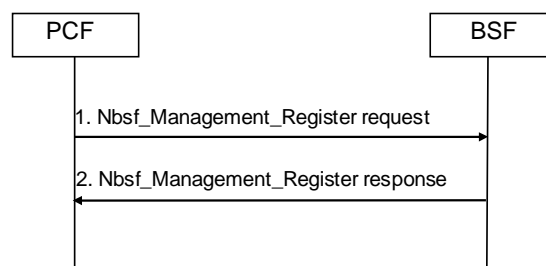 PCF
BSF
1. Nbsf_Management_Register request
2. Nbsf_Management_Register response